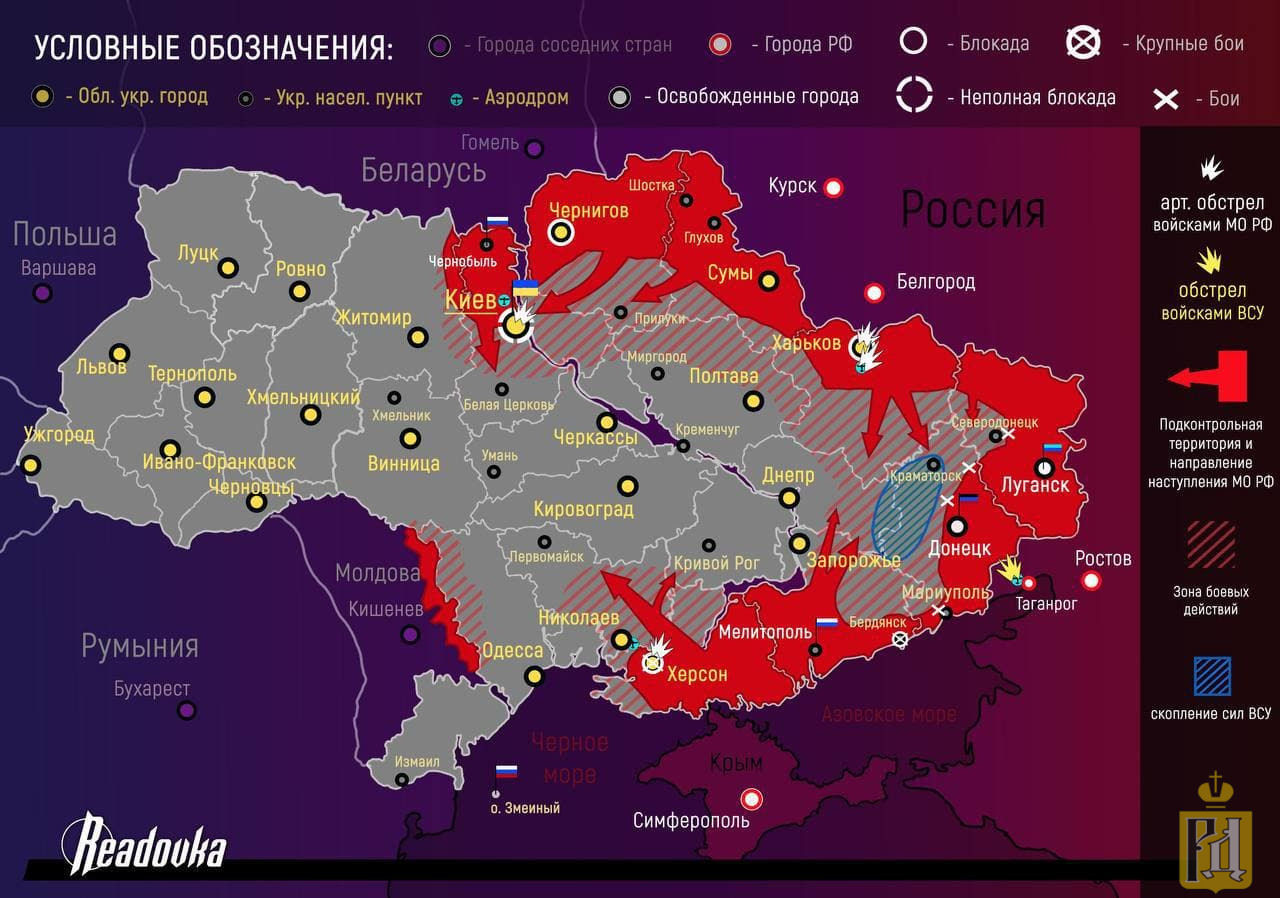 УСЛОВНЫЕ ОБОЗНАЧЕНИЯ:
- Города соседних стран
- Города РФ
- Блокада
- Крупные бои
- Обл. укр. город
- Укр. насел. пункт
- Аэродром
- Освобожденные города
- Неполная блокада
- Бои
Гомель
Беларусь
Шостка
Курск
Россия
Чернигов
Глухов
Польша
Варшава
Луцк
Ровно
Чернобыль
Сумы
Белгород
Киев
Житомир
Прилуки
Харьков
Львов
Тернополь
Миргород
Полтава
Хмельницкий
Хмельник
Белая Церковь
Ужгород
Черкассы
Кременчуг
Северодонецк
Ивано-Франковск
Винница
Умань
Черновцы
Днепр
Краматорск
Луганск
Кировоград
Донецк
Первомайск
Кривой Рог
Запорожье
Ростов
Молдова
Мариуполь
Таганрог
Кишенев
Николаев
Мелитополь
Бердянск
Румыния
Одесса
Херсон
Бухарест
Азовское море
Черное
море
Измаил
Крым
о. Змеиный
Симферополь
арт. обстрел
войсками МО РФ
обстрел
войсками ВСУ
Подконтрольная
территория и
направление
наступления МО РФ
Зона боевых
действий
скопление сил ВСУ
Readovka
РД